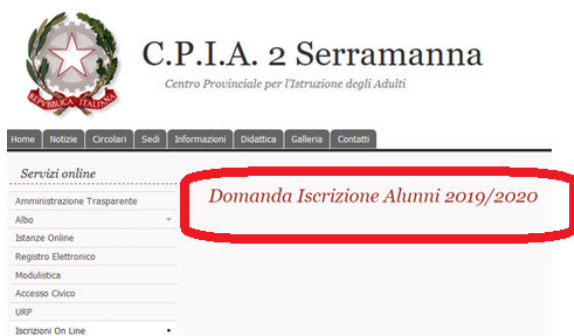 C.P.I.A. 2 Serramanna
Centro Provinciale per l'Istruzione degli Adulti
REPVBBLICA ITALIANA
Home Notizie Circolari Sedi Informazioni Didattica Galleria Contatti
Servizi online
Domanda Iscrizione Alunni 2019/2020
Amministrazione Trasparente
Albo
Istanze Online
Registro Elettronico
Modulistica
Accesso Civico
URP
Iscrizioni On Line